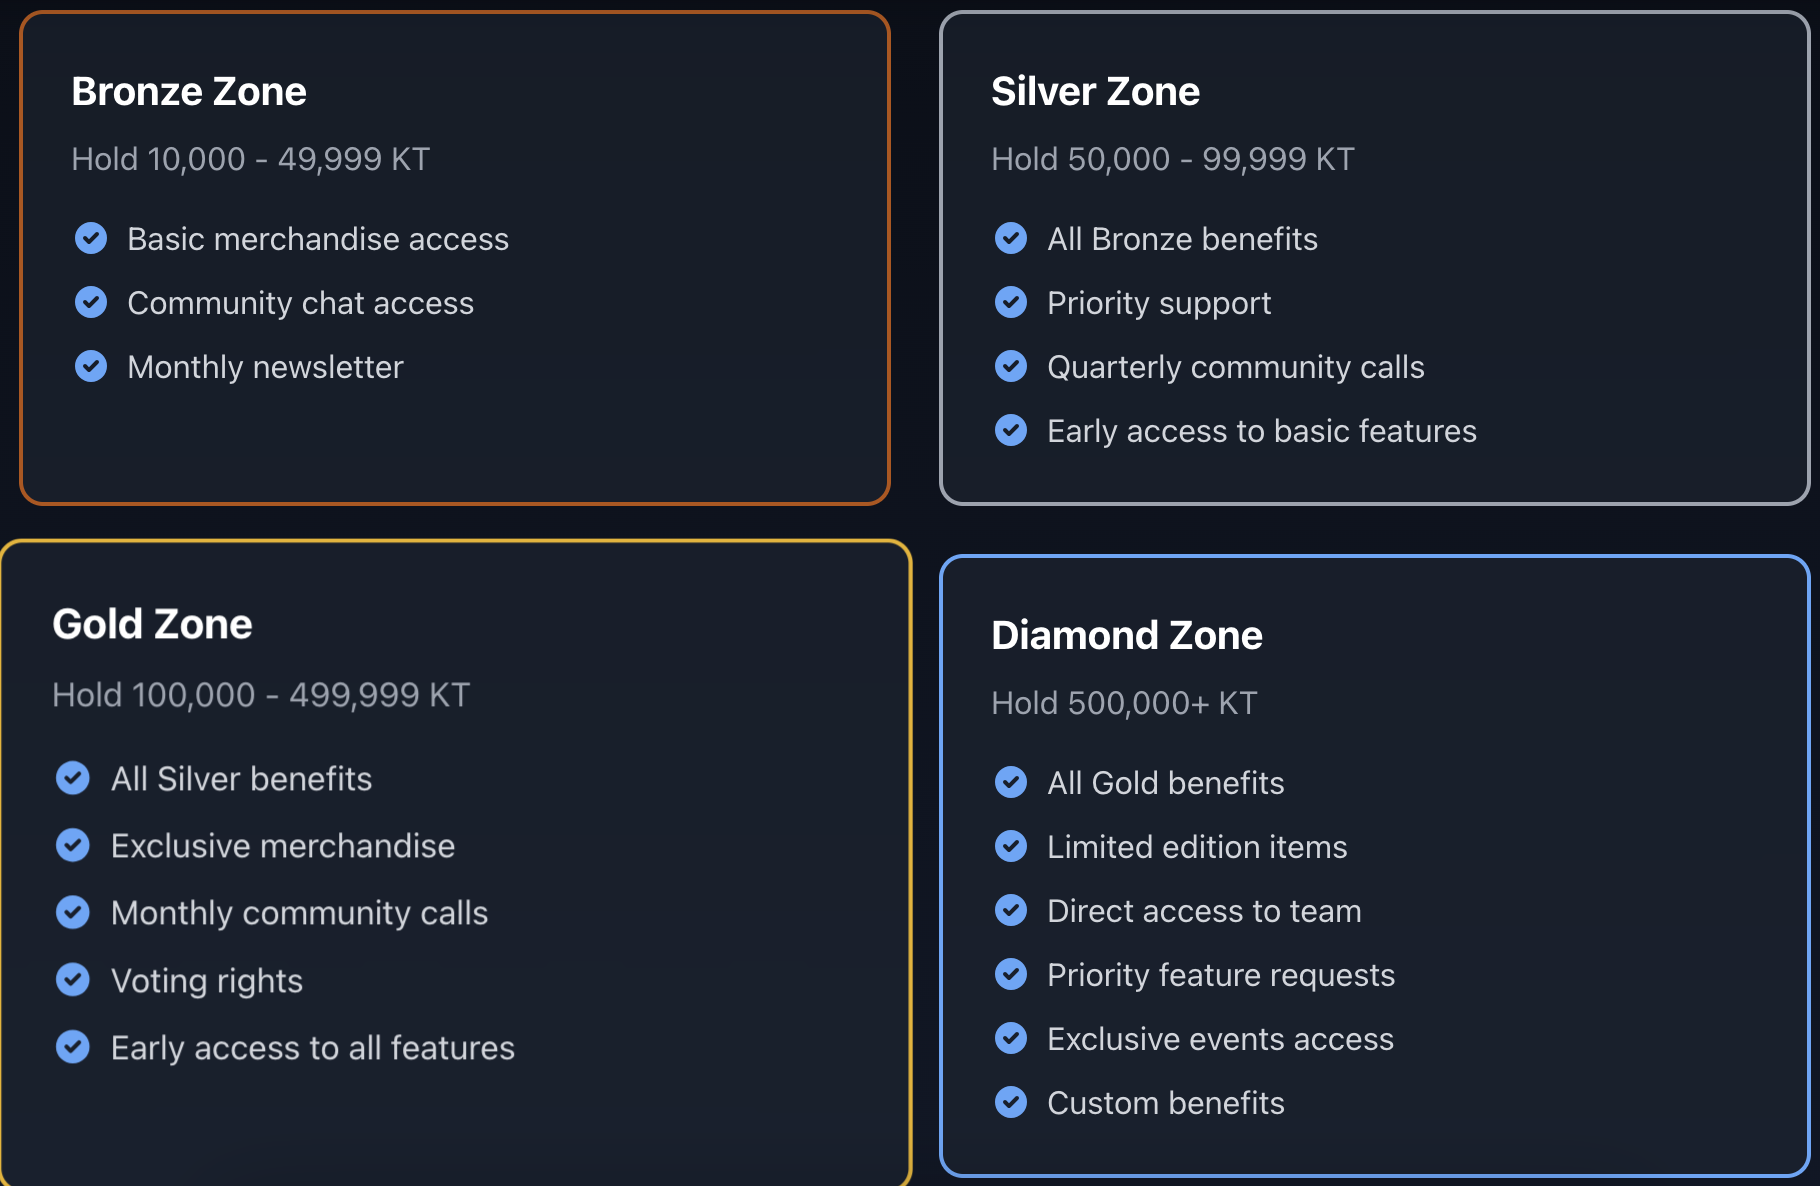 Bronze Zone
Hold 10,000 - 49,999 KT
Basic merchandise access
Community chat access
Monthly newsletter
Silver Zone
Hold 50,000 - 99,999 KT
All Bronze benefits
Priority support
Quarterly community calls
Early access to basic features
Gold Zone
Hold 100,000 - 499,999 KT
All Silver benefits
Exclusive merchandise
Monthly community calls
Voting rights
Early access to all features
Diamond Zone
Hold 500,000+ KT
All Gold benefits
Limited edition items
Direct access to team
Priority feature requests
Exclusive events access
Custom benefits